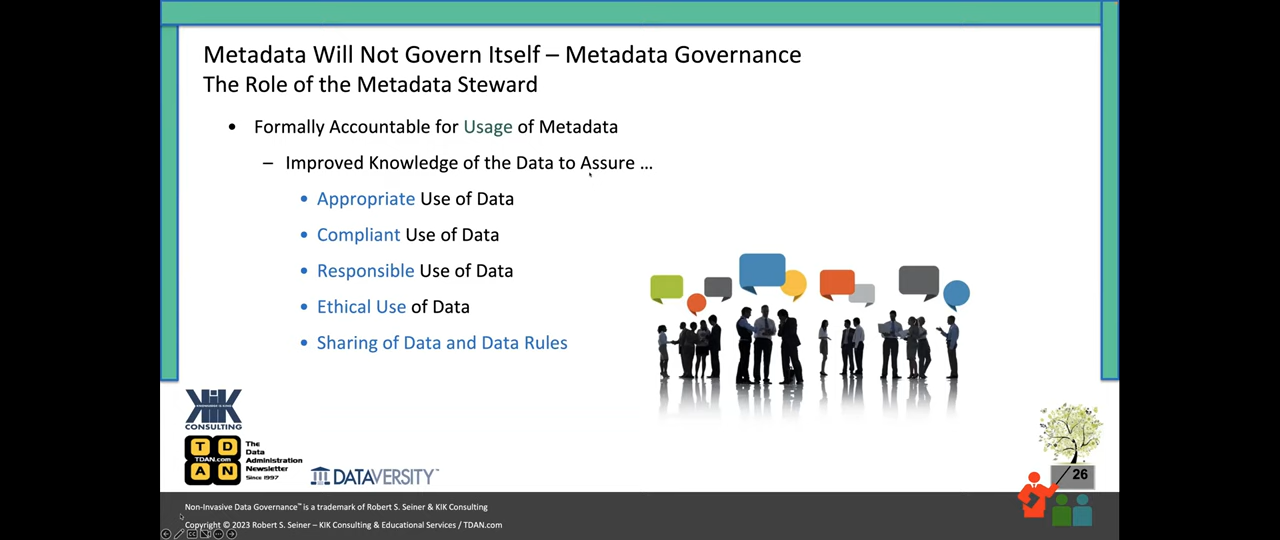 Metadata Will Not Govern Itself – Metadata Governance
The Role of the Metadata Steward
• Formally Accountable for Usage of Metadata
– Improved Knowledge of the Data to Assure …
• Appropriate Use of Data
• Compliant Use of Data
• Responsible Use of Data
• Ethical Use of Data
• Sharing of Data and Data Rules
KIK
CONSULTING
T D
TDAN.com
A N
The
Data
Administration
Newsletter
Since 1997
DATAVERSITY™
26
Non-Invasive Data Governance™ is a trademark of Robert S. Seiner & KIK Consulting
Copyright © 2023 Robert S. Seiner – KIK Consulting & Educational Services / TDAN.com